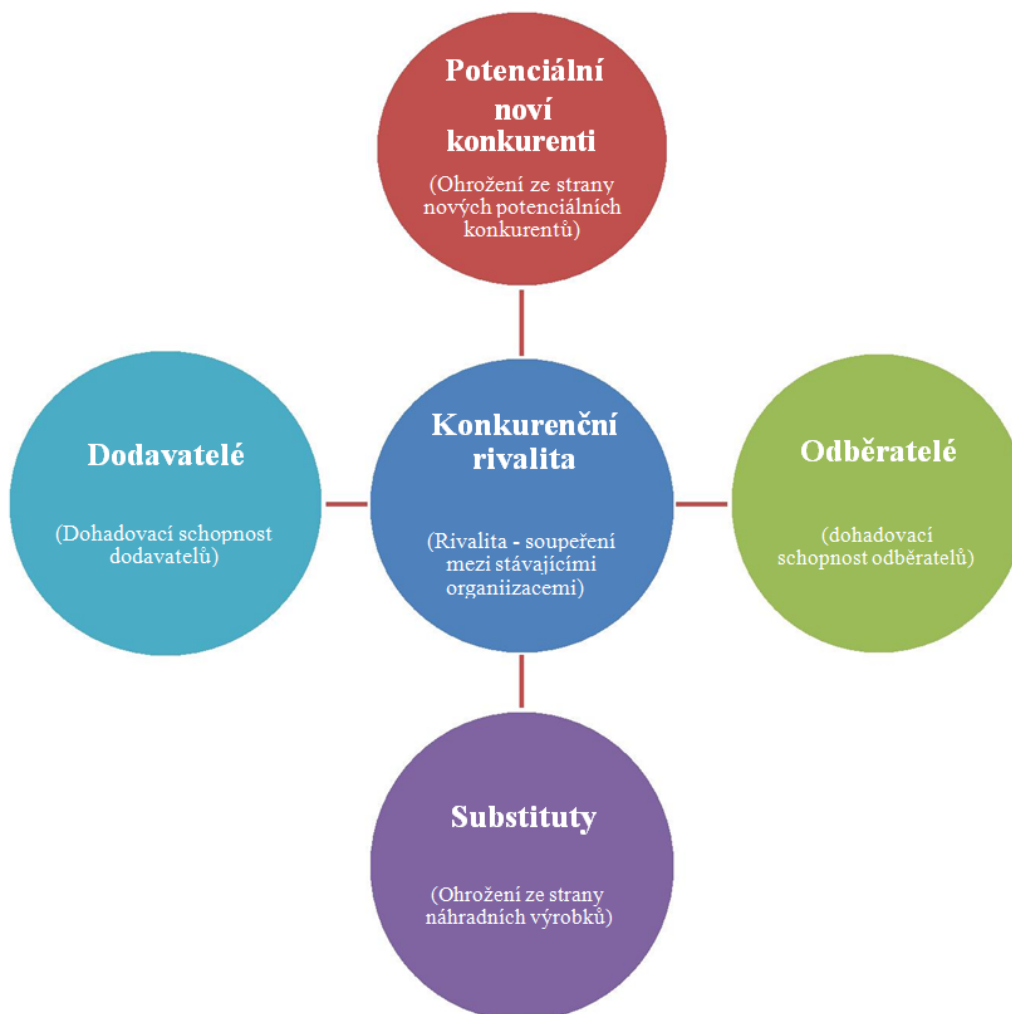 Potenciální
noví
konkurenti
(Ohrožení ze strany
nových potenciálních
konkurentů)
Dodavatelé
(Dohadovací schopnost
dodavatelů)
Konkurenční
rivalita
(Rivalita - soupeření
mezi stávajícími
organiizacemi)
Odběratelé
(dohadovací
schopnost odběratelů)
Substituty
(Ohrožení ze strany
náhradních výrobků)